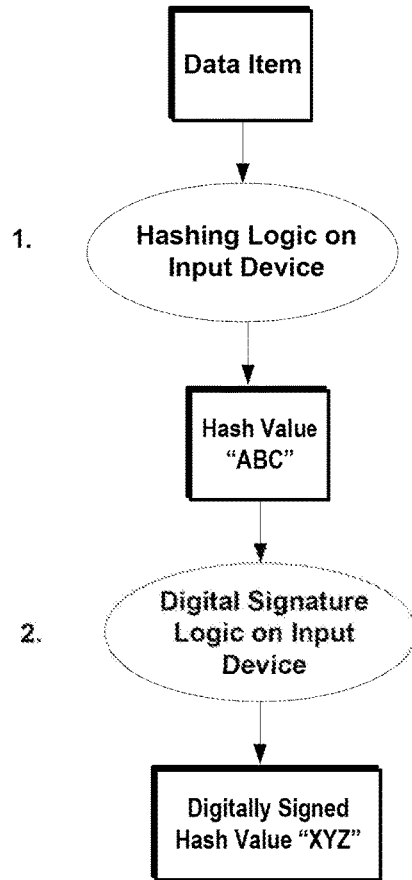 Data Item
1.
Hashing Logic on
Input Device
Hash Value
“ABC”
2.
Digital Signature
Logic on Input
Device
Digitally Signed
Hash Value “XYZ”